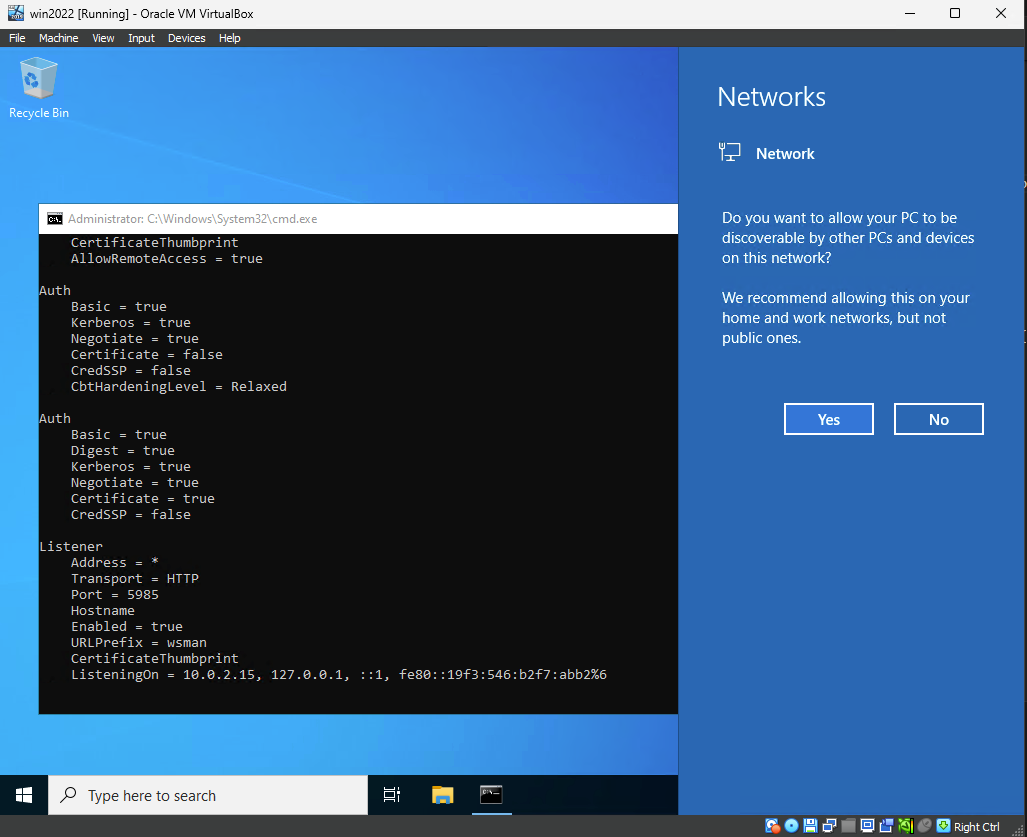 win2022 [Running] - Oracle VM VirtualBox
File Machine View Input Devices Help
Recycle Bin
Administrator: C:\Windows\System32\cmd.exe
CertificateThumbprint
AllowRemoteAccess = true
Auth
Basic = true
Kerberos = true
Negotiate = true
Certificate = false
CredSSP = false
CbtHardeningLevel = Relaxed
Auth
Basic = true
Digest = true
Kerberos = true
Negotiate = true
Certificate = true
CredSSP = false
Listener
Address = *
Transport = HTTP
Port = 5985
Hostname
Enabled = true
URLPrefix = wsman
CertificateThumbprint
ListeningOn = 10.0.2.15, 127.0.0.1, ::1, fe80::19f3:546:b2f7:abb2%6
Networks
Network
Do you want to allow your PC to be
discoverable by other PCs and devices
on this network?
We recommend allowing this on your
home and work networks, but not
public ones.
Yes No
Type here to search
Right Ctrl